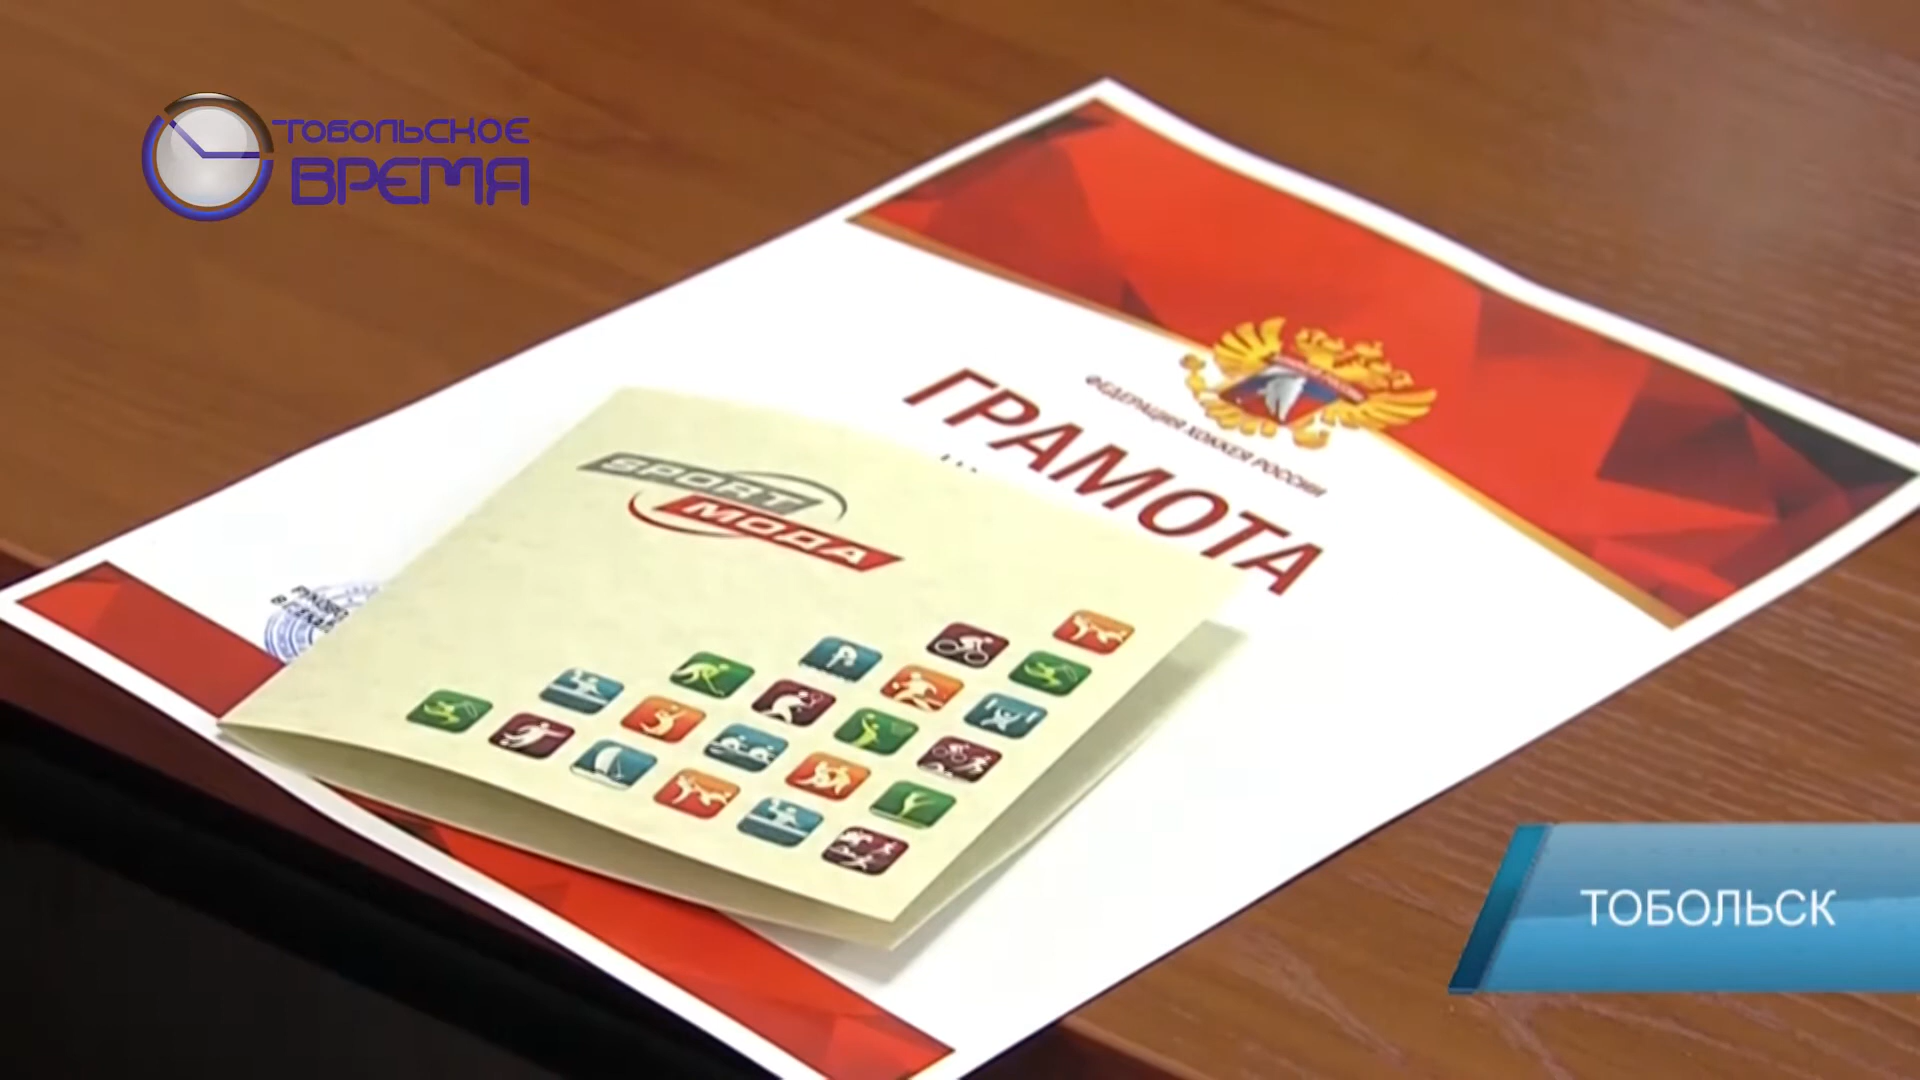 ТОБОЛЬСКОЕ
ВРЕМЯ
ФЕДЕРАЦИЯ ХОККЕЯ РОССИИ
ГРАМОТА
SPORT
МОДА
ТОБОЛЬСК